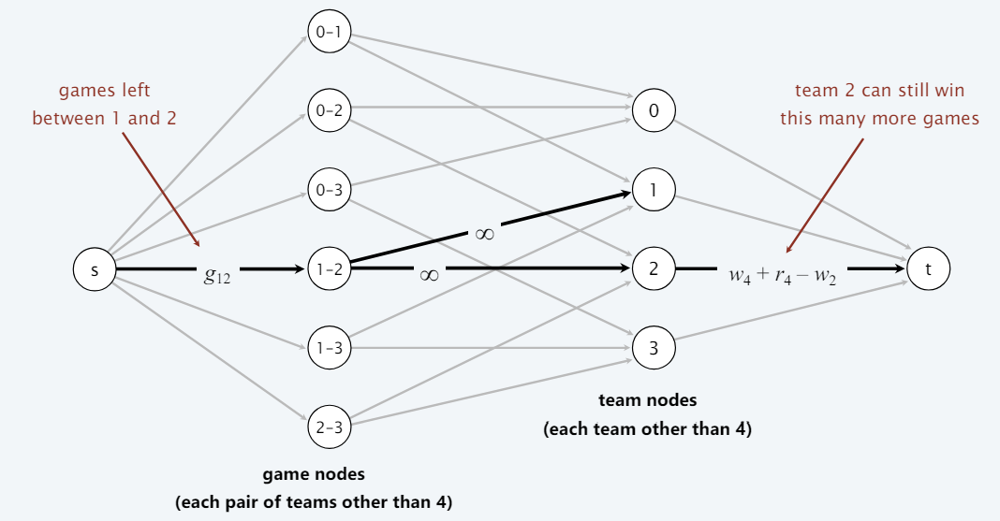 0–1
games left
between 1 and 2
team 2 can still win
this many more games
0–2
0
0–3
1
∞
s
g12
1–2
∞
2
w4 + r4 − w2
t
1–3
3
team nodes
(each team other than 4)
2–3
game nodes
(each pair of teams other than 4)